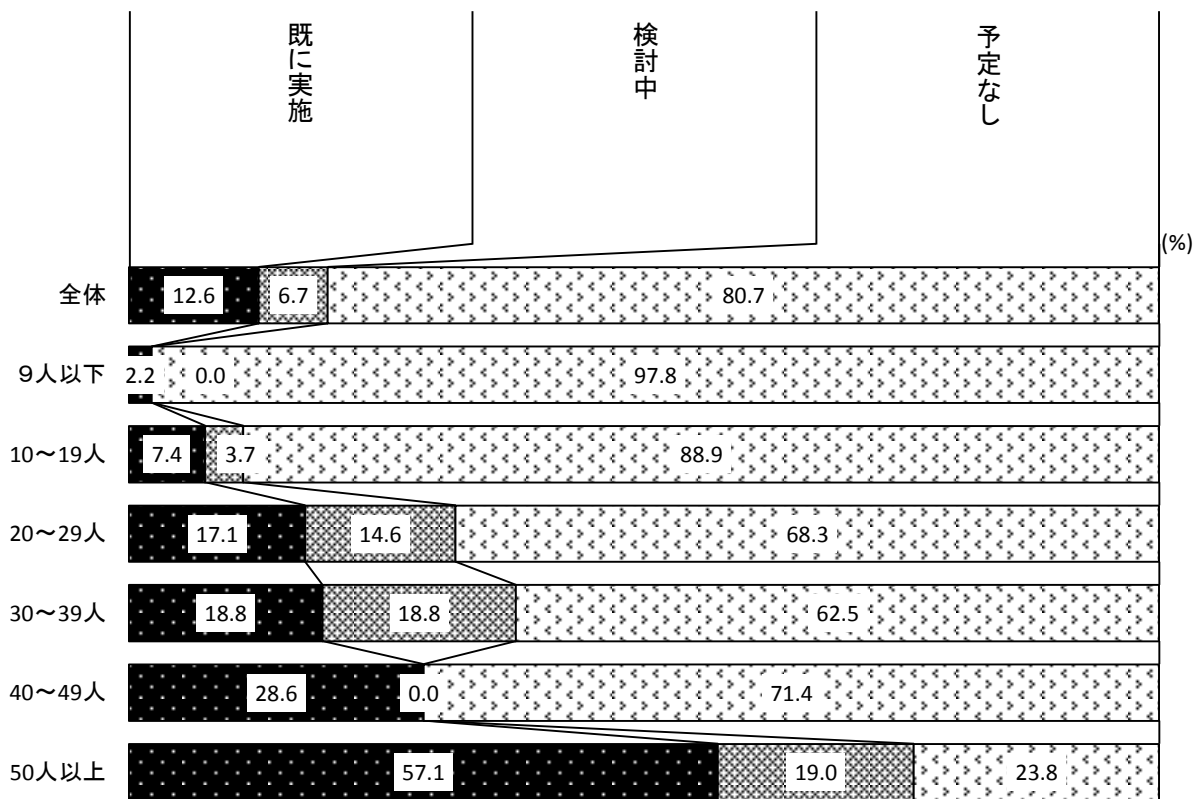 既に実施
検討中
予定なし
(%)
全体 12.6 6.7 80.7
9人以下 2.2 0.0 97.8
10～19人 7.4 3.7 88.9
20～29人 17.1 14.6 68.3
30～39人 18.8 18.8 62.5
40～49人 28.6 0.0 71.4
50人以上 57.1 19.0 23.8